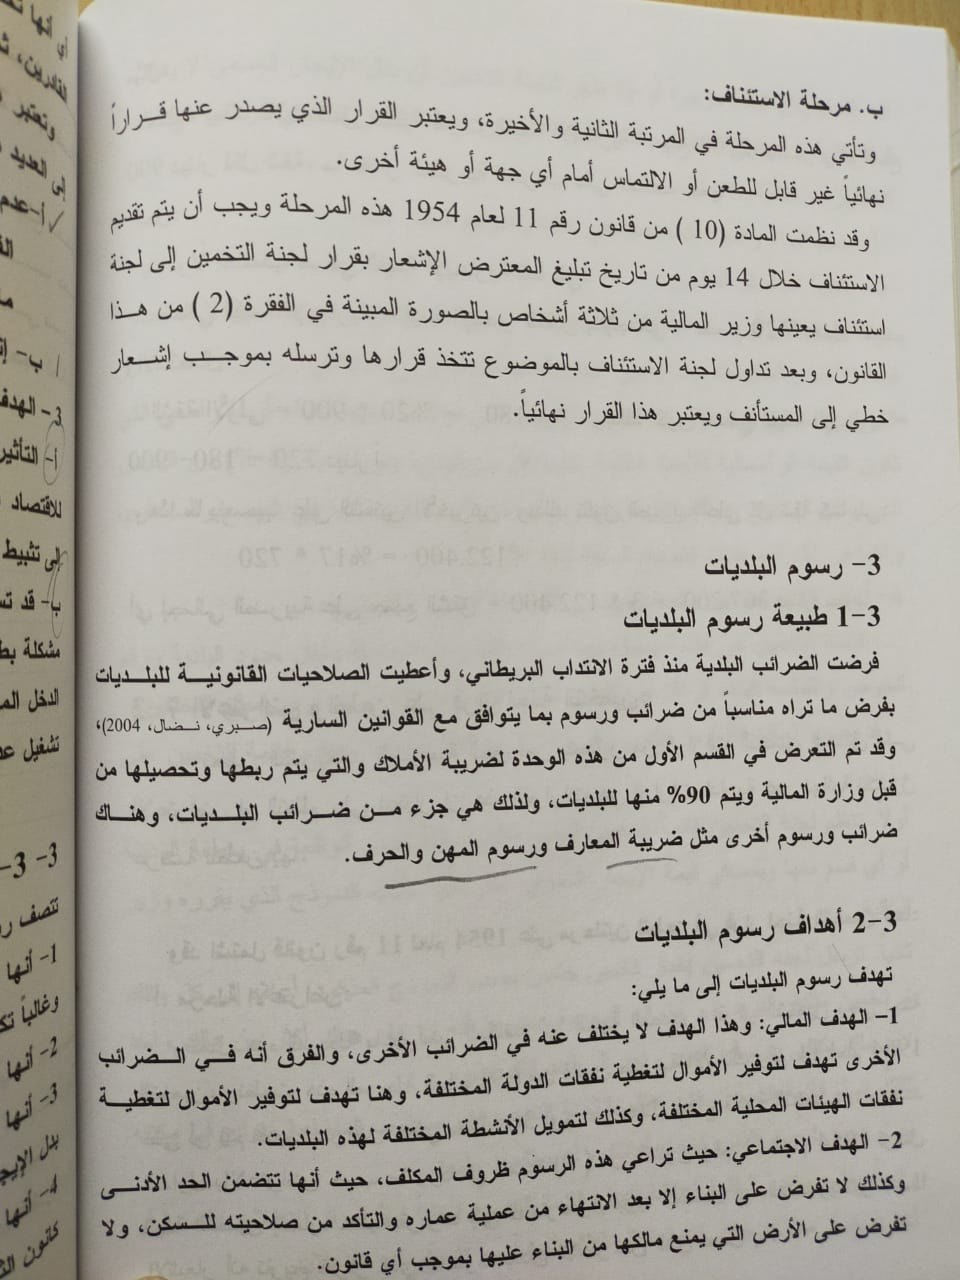 ب. مرحلة الاستئناف:
وتأتي هذه المرحلة في المرتبة الثانية والأخيرة، ويعتبر القرار الذي يصدر عنها قراراً
نهائياً غير قابل للطعن أو الالتماس أمام أي جهة أو هيئة أخرى.
وقد نظمت المادة (10 ) من قانون رقم 11 لعام 1954 هذه المرحلة ويجب أن يتم تقديم
الاستئناف خلال 14 يوم من تاريخ تبليغ المعترض الإشعار بقرار لجنة التخمين إلى لجنة
استئناف يعينها وزير المالية من ثلاثة أشخاص بالصورة المبينة في الفقرة (2 ) من هذا
القانون، وبعد تداول لجنة الاستئناف بالموضوع تتخذ قرارها وترسله بموجب إشعار
خطي إلى المستأنف ويعتبر هذا القرار نهائياً.
3- رسوم البلديات
3-1 طبيعة رسوم البلديات
فرضت الضرائب البلدية منذ فترة الانتداب البريطاني، وأعطيت الصلاحيات القانونية للبلديات
بفرض ما تراه مناسباً من ضرائب ورسوم بما يتوافق مع القوانين السارية (صبري، نضال، 2004)،
وقد تم التعرض في القسم الأول من هذه الوحدة لضريبة الأملاك والتي يتم ربطها وتحصيلها من
قبل وزارة المالية ويتم 90% منها للبلديات، ولذلك هي جزء من ضرائب البلديات، وهناك
ضرائب ورسوم أخرى مثل ضريبة المعارف ورسوم المهن والحرف.
3-2 أهداف رسوم البلديات
تهدف رسوم البلديات إلى ما يلي:
1- الهدف المالي: وهذا الهدف لا يختلف عنه في الضرائب الأخرى، والفرق أنه في الضرائب
الأخرى تهدف لتوفير الأموال لتغطية نفقات الدولة المختلفة، وهنا تهدف لتوفير الأموال لتغطية
نفقات الهيئات المحلية المختلفة، وكذلك لتمويل الأنشطة المختلفة لهذه البلديات.
2- الهدف الاجتماعي: حيث تراعي هذه الرسوم ظروف المكلف، حيث أنها تتضمن الحد الأدنى
وكذلك لا تفرض على البناء إلا بعد الانتهاء من عملية عماره والتأكد من صلاحيته للسكن، ولا
تفرض على الأرض التي يمنع مالكها من البناء عليها بموجب أي قانون.